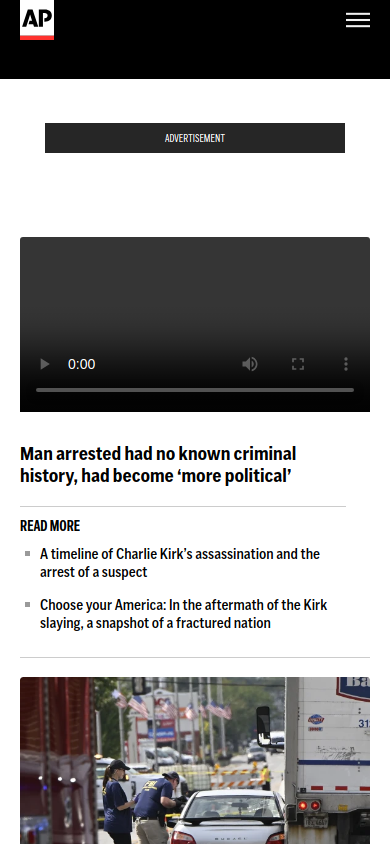 AP
ADVERTISEMENT
0:00
Man arrested had no known criminal
history, had become ‘more political’
READ MORE
A timeline of Charlie Kirk’s assassination and the
arrest of a suspect
Choose your America: In the aftermath of the Kirk
slaying, a snapshot of a fractured nation